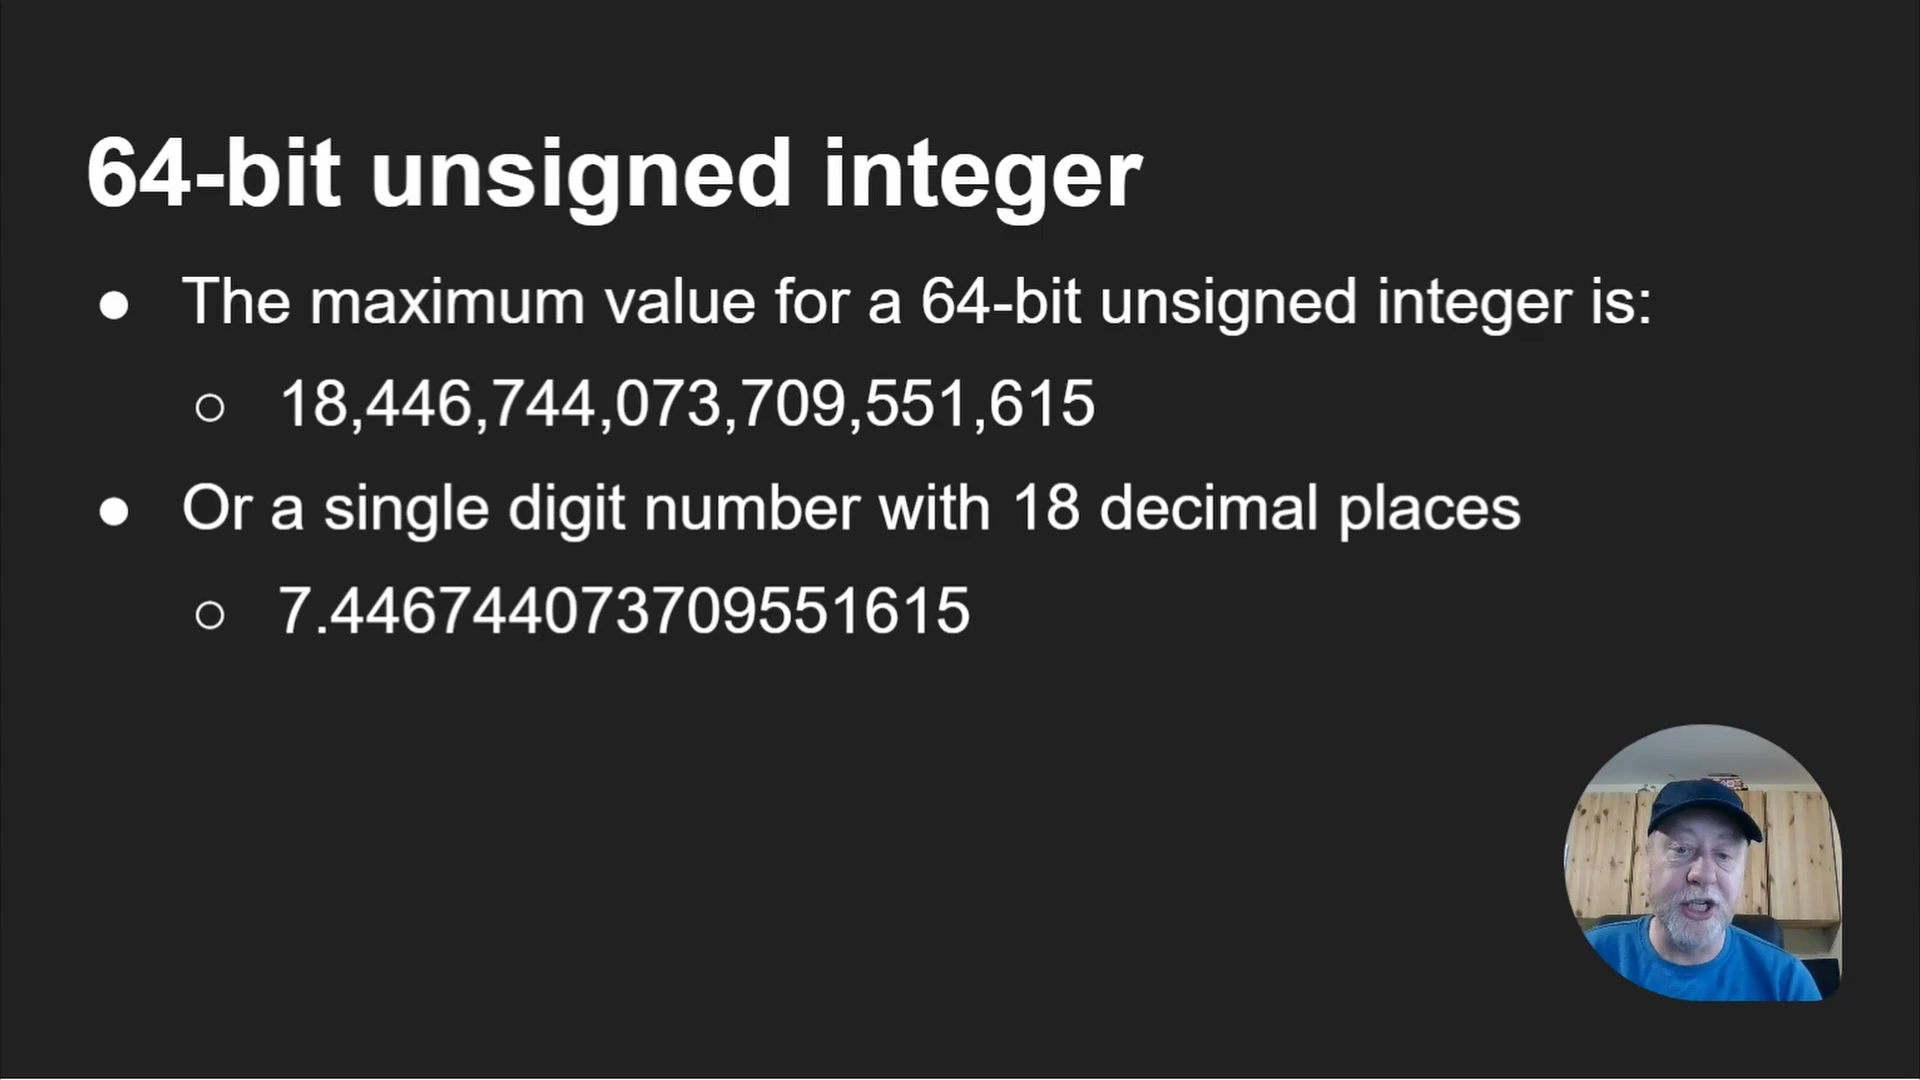 64-bit unsigned integer
● The maximum value for a 64-bit unsigned integer is:
○ 18,446,744,073,709,551,615
● Or a single digit number with 18 decimal places
○ 7.446744073709551615